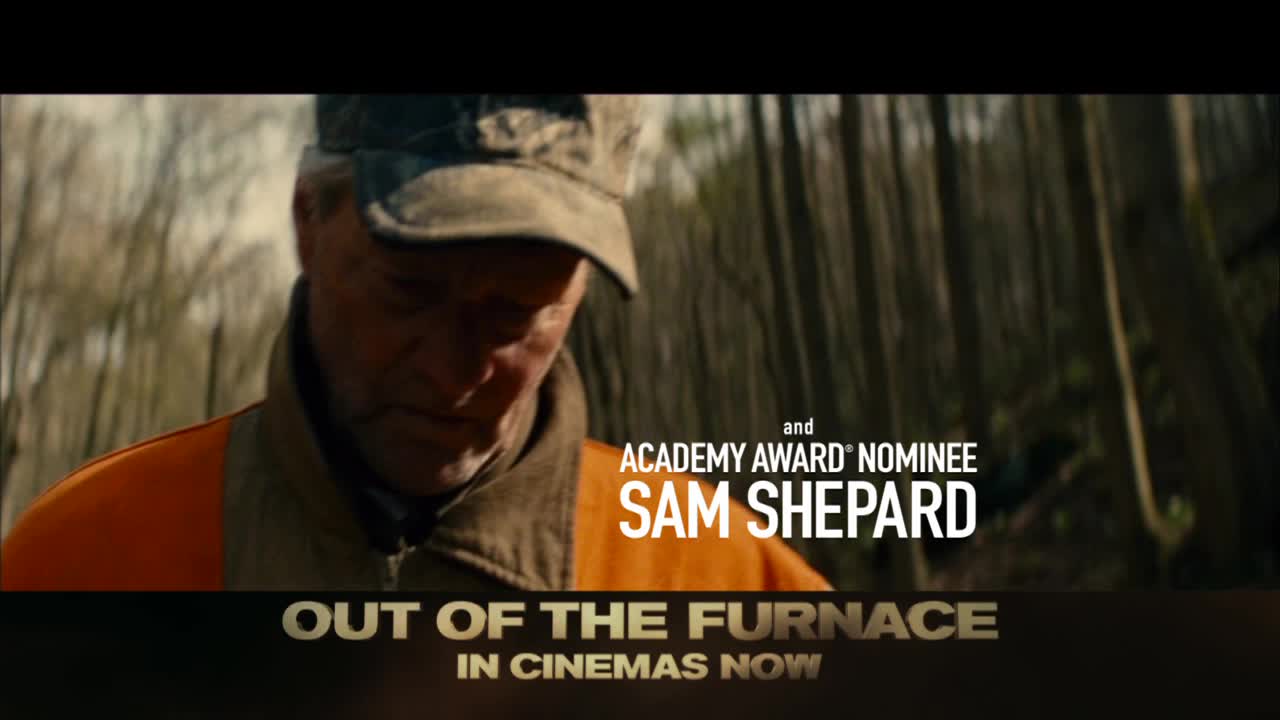 and
ACADEMY AWARD® NOMINEE
SAM SHEPARD
OUT OF THE FURNACE
IN CINEMAS NOW